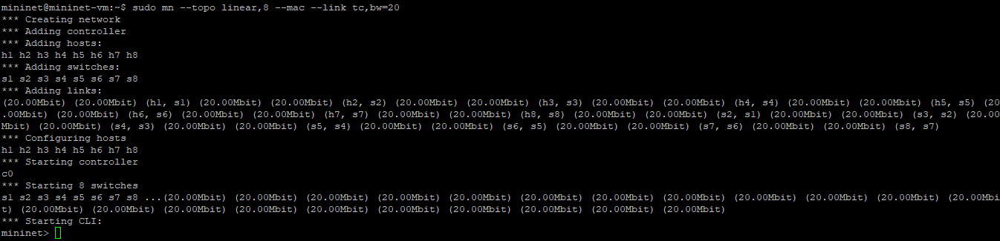 mininet@mininet-vm:~$ sudo mn --topo linear,8 --mac --link tc,bw=20
*** Creating network
*** Adding controller
*** Adding hosts:
h1 h2 h3 h4 h5 h6 h7 h8
*** Adding switches:
s1 s2 s3 s4 s5 s6 s7 s8
*** Adding links:
(20.00Mbit) (20.00Mbit) (h1, s1) (20.00Mbit) (20.00Mbit) (h2, s2) (20.00Mbit) (20.00Mbit) (h3, s3) (20.00Mbit) (20.00Mbit) (h4, s4) (20.00Mbit) (20.00Mbit) (h5, s5) (20
.00Mbit) (20.00Mbit) (h6, s6) (20.00Mbit) (20.00Mbit) (h7, s7) (20.00Mbit) (20.00Mbit) (h8, s8) (20.00Mbit) (20.00Mbit) (s2, s1) (20.00Mbit) (20.00Mbit) (s3, s2) (20.00
Mbit) (20.00Mbit) (s4, s3) (20.00Mbit) (20.00Mbit) (s5, s4) (20.00Mbit) (20.00Mbit) (s6, s5) (20.00Mbit) (20.00Mbit) (s7, s6) (20.00Mbit) (20.00Mbit) (s8, s7)
*** Configuring hosts
h1 h2 h3 h4 h5 h6 h7 h8
*** Starting controller
c0
*** Starting 8 switches
s1 s2 s3 s4 s5 s6 s7 s8 ...(20.00Mbit) (20.00Mbit) (20.00Mbit) (20.00Mbit) (20.00Mbit) (20.00Mbit) (20.00Mbit) (20.00Mbit) (20.00Mbit) (20.00Mbit) (20.00Mbit) (20.00Mbi
t) (20.00Mbit) (20.00Mbit) (20.00Mbit) (20.00Mbit) (20.00Mbit) (20.00Mbit) (20.00Mbit) (20.00Mbit) (20.00Mbit) (20.00Mbit)
*** Starting CLI:
mininet>